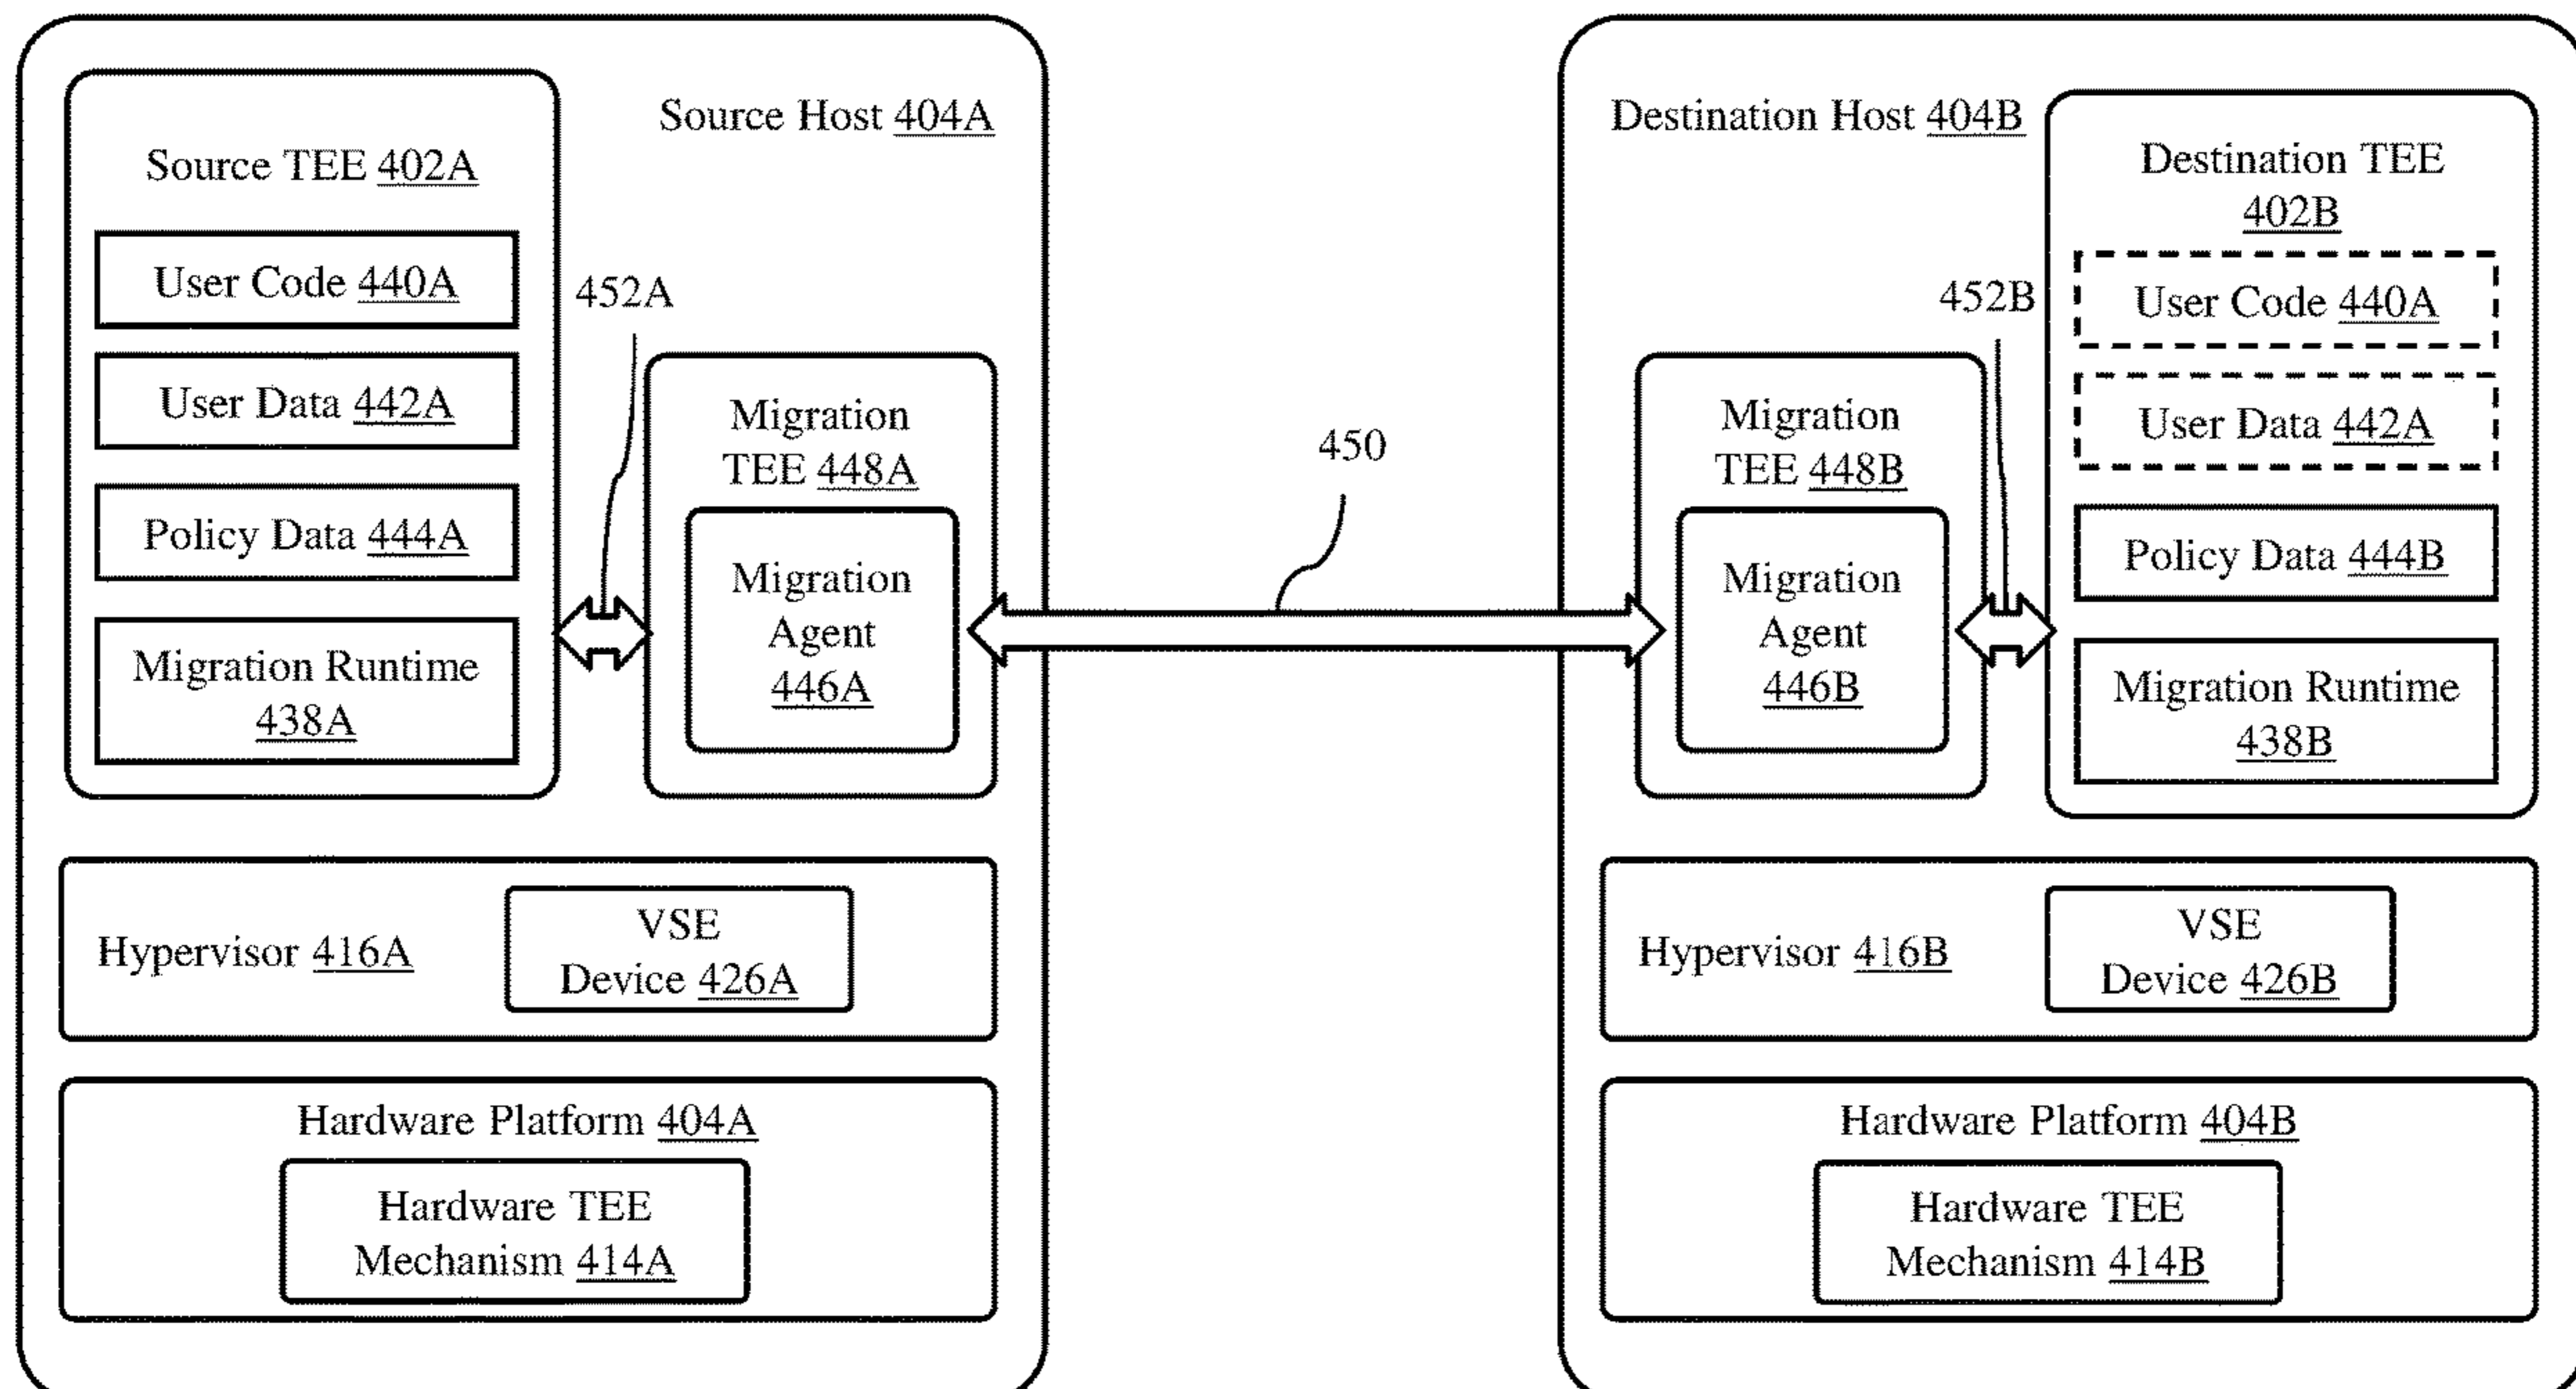 Source Host 404A
Source TEE 402A
User Code 440A
User Data 442A
Policy Data 444A
Migration Runtime
438A
452A
Migration
TEE 448A
Migration
Agent
446A
Hypervisor 416A
VSE
Device 426A
Hardware Platform 404A
Hardware TEE
Mechanism 414A
450
Destination Host 404B
452B
Migration
TEE 448B
Migration
Agent
446B
Destination TEE
402B
User Code 440A
User Data 442A
Policy Data 444B
Migration Runtime
438B
Hypervisor 416B
VSE
Device 426B
Hardware Platform 404B
Hardware TEE
Mechanism 414B